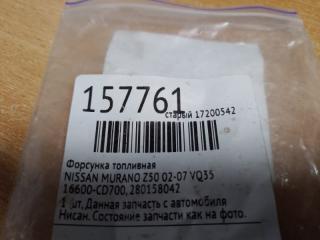 157761
старый 17200542
Форсунка топливная
NISSAN MURANO Z50 02-07 VQ35
16600-CD700, 280158042
1 шт, Данная запчасть с автомобиля
Нисан. Состояние запчасти как на фото.